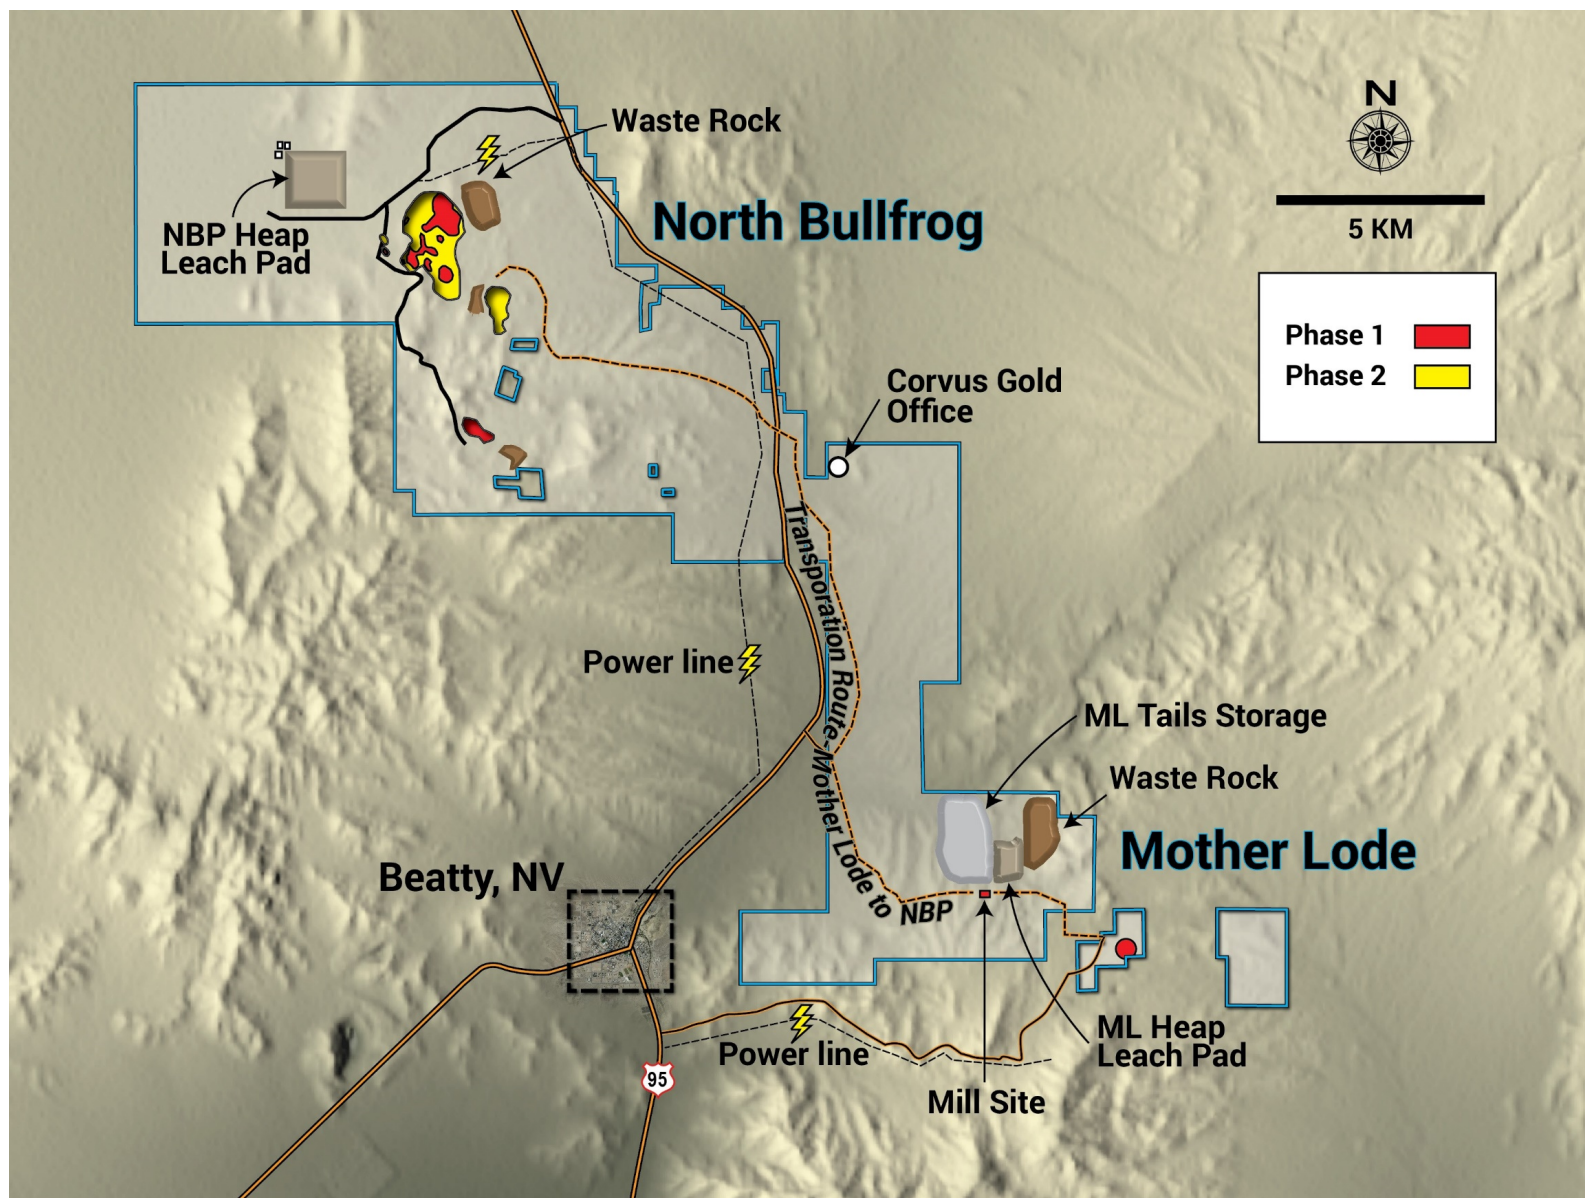 N
5 KM
Waste Rock
North Bullfrog
NBP Heap
Leach Pad
Phase 1
Phase 2
Corvus Gold
Office
Transporation Route-Mother Lode to NBP
Power line
ML Tails Storage
Waste Rock
Mother Lode
Beatty, NV
Power line
ML Heap
Leach Pad
95
Mill Site